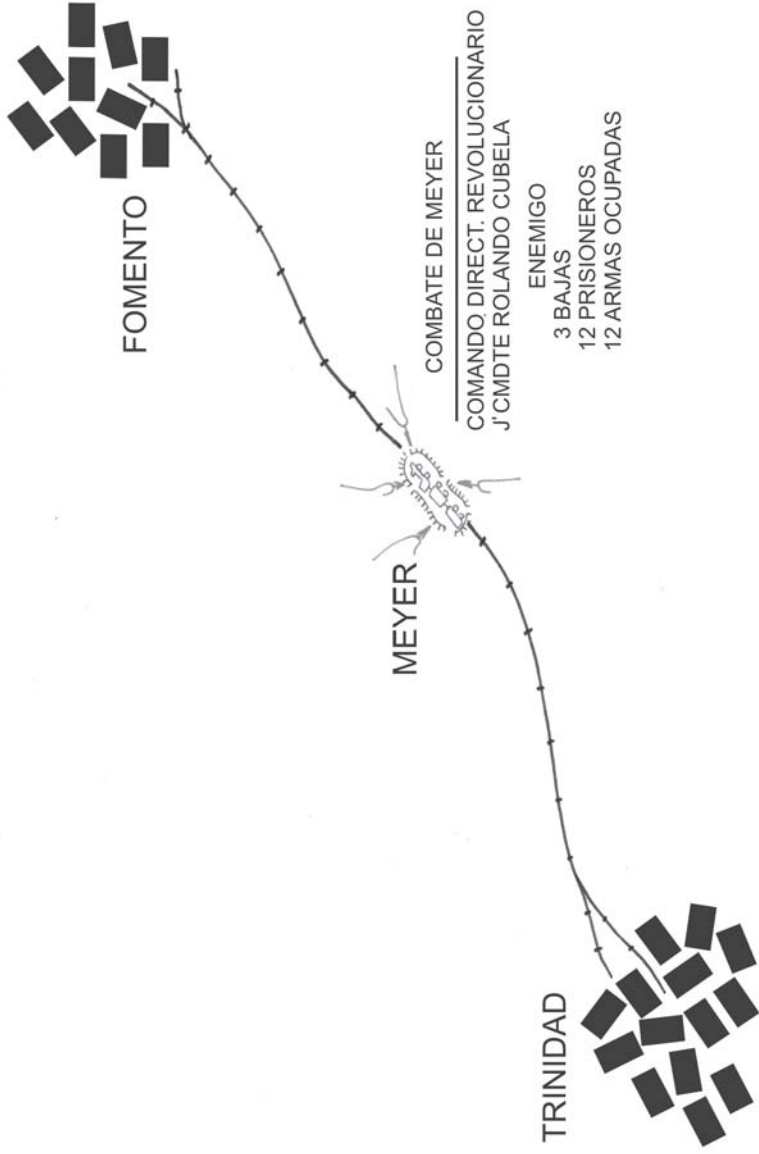 FOMENTO
MEYER
TRINIDAD
COMBATE DE MEYER
COMANDO. DIRECT. REVOLUCIONARIO
J'CMDTE ROLANDO CUBELA
ENEMIGO
3 BAJAS
12 PRISIONEROS
12 ARMAS OCUPADAS